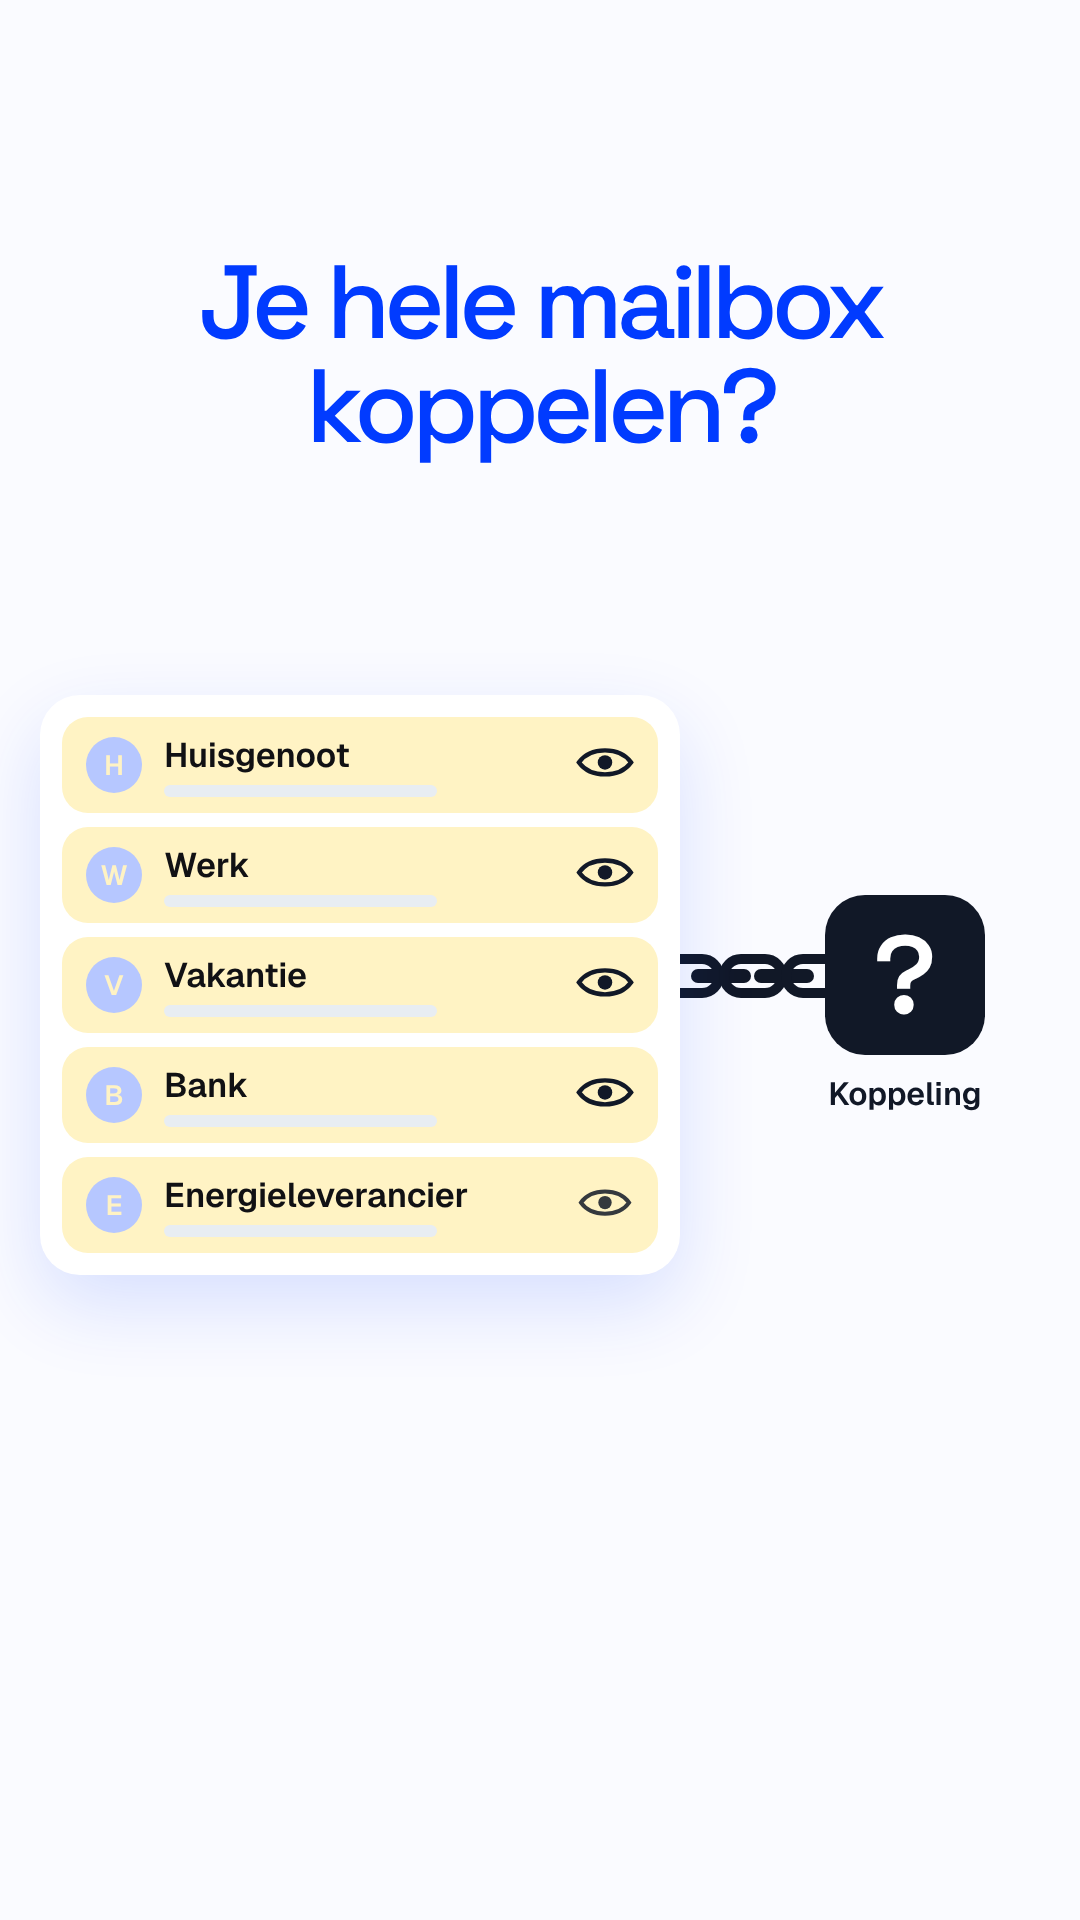 Je hele mailbox
koppelen?
H
Huisgenoot
W
Werk
V
Vakantie
B
Bank
E
Energieleverancier
?
Koppeling